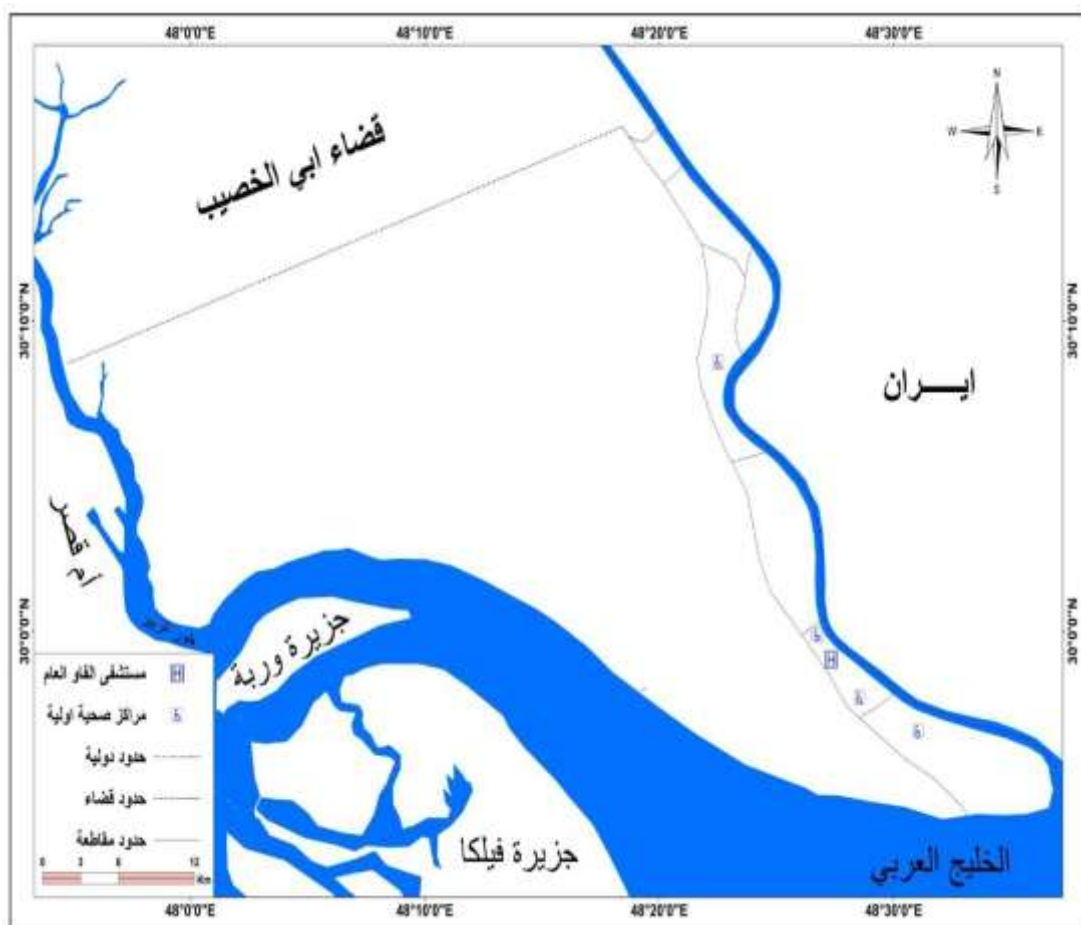 48°0'0"E 48°10'0"E 48°20'0"E 48°30'0"E
N
W E
S
قضاء ابي الخصيب
30°10'0"N 30°10'0"N
ايـــــران
أم قصر
30°0'0"N 30°0'0"N
جزيرة وربة
مستشفى الفاو العام
H
مراكز صحية اولية
حدود دولية
حدود قضاء
حدود مقاطعة
0 3 6 12
Km
جزيرة فيلكا
الخليج العربي
48°0'0"E 48°10'0"E 48°20'0"E 48°30'0"E